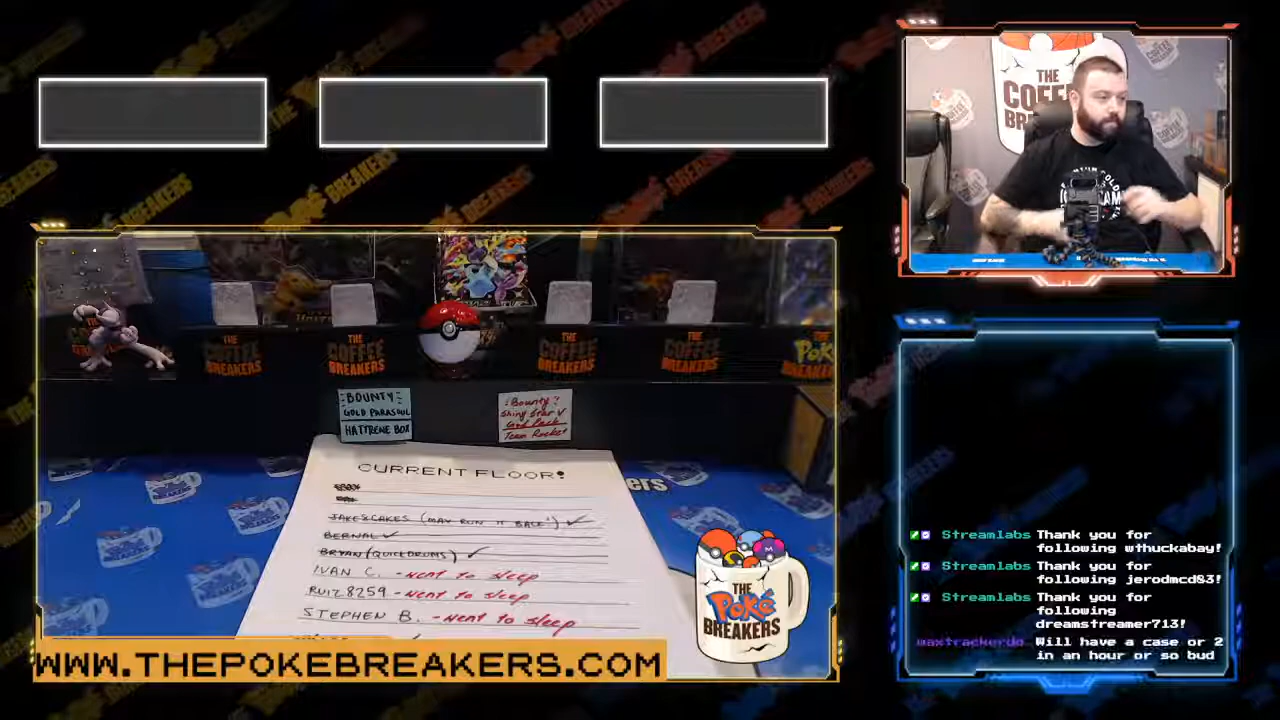 THE
COFFEE
THE
COFFEE
BREAKERS
THE
COFFEE
BREAKERS
THE
COFFEE
BREAKERS
THE
COFFEE
BREAKERS
Poké
:BOUNTY:
GOLD PARASOUL
HATTRENE BOX
:Bounty?
Shiny Star V
Gold Pack
Team Rocket
CURRENT FLOOR!
JAKE&CAKES (MAY RUN IT BACK!) ✓
BERNAL ✓
BRYAN (QUICKDRUMS) ✓
IVAN C. - Went to sleep
RUIZ8259 - Went to sleep
STEPHEN B. - Went to sleep
THE
Poké
BREAKERS
WWW.THEPOKEBREAKERS.COM
Streamlabs Thank you for
following wthuckabay!
Streamlabs Thank you for
following jerodmcd83!
Streamlabs Thank you for
following
dreamstreamer713!
maxtrackerdo Will have a case or 2
in an hour or so bud